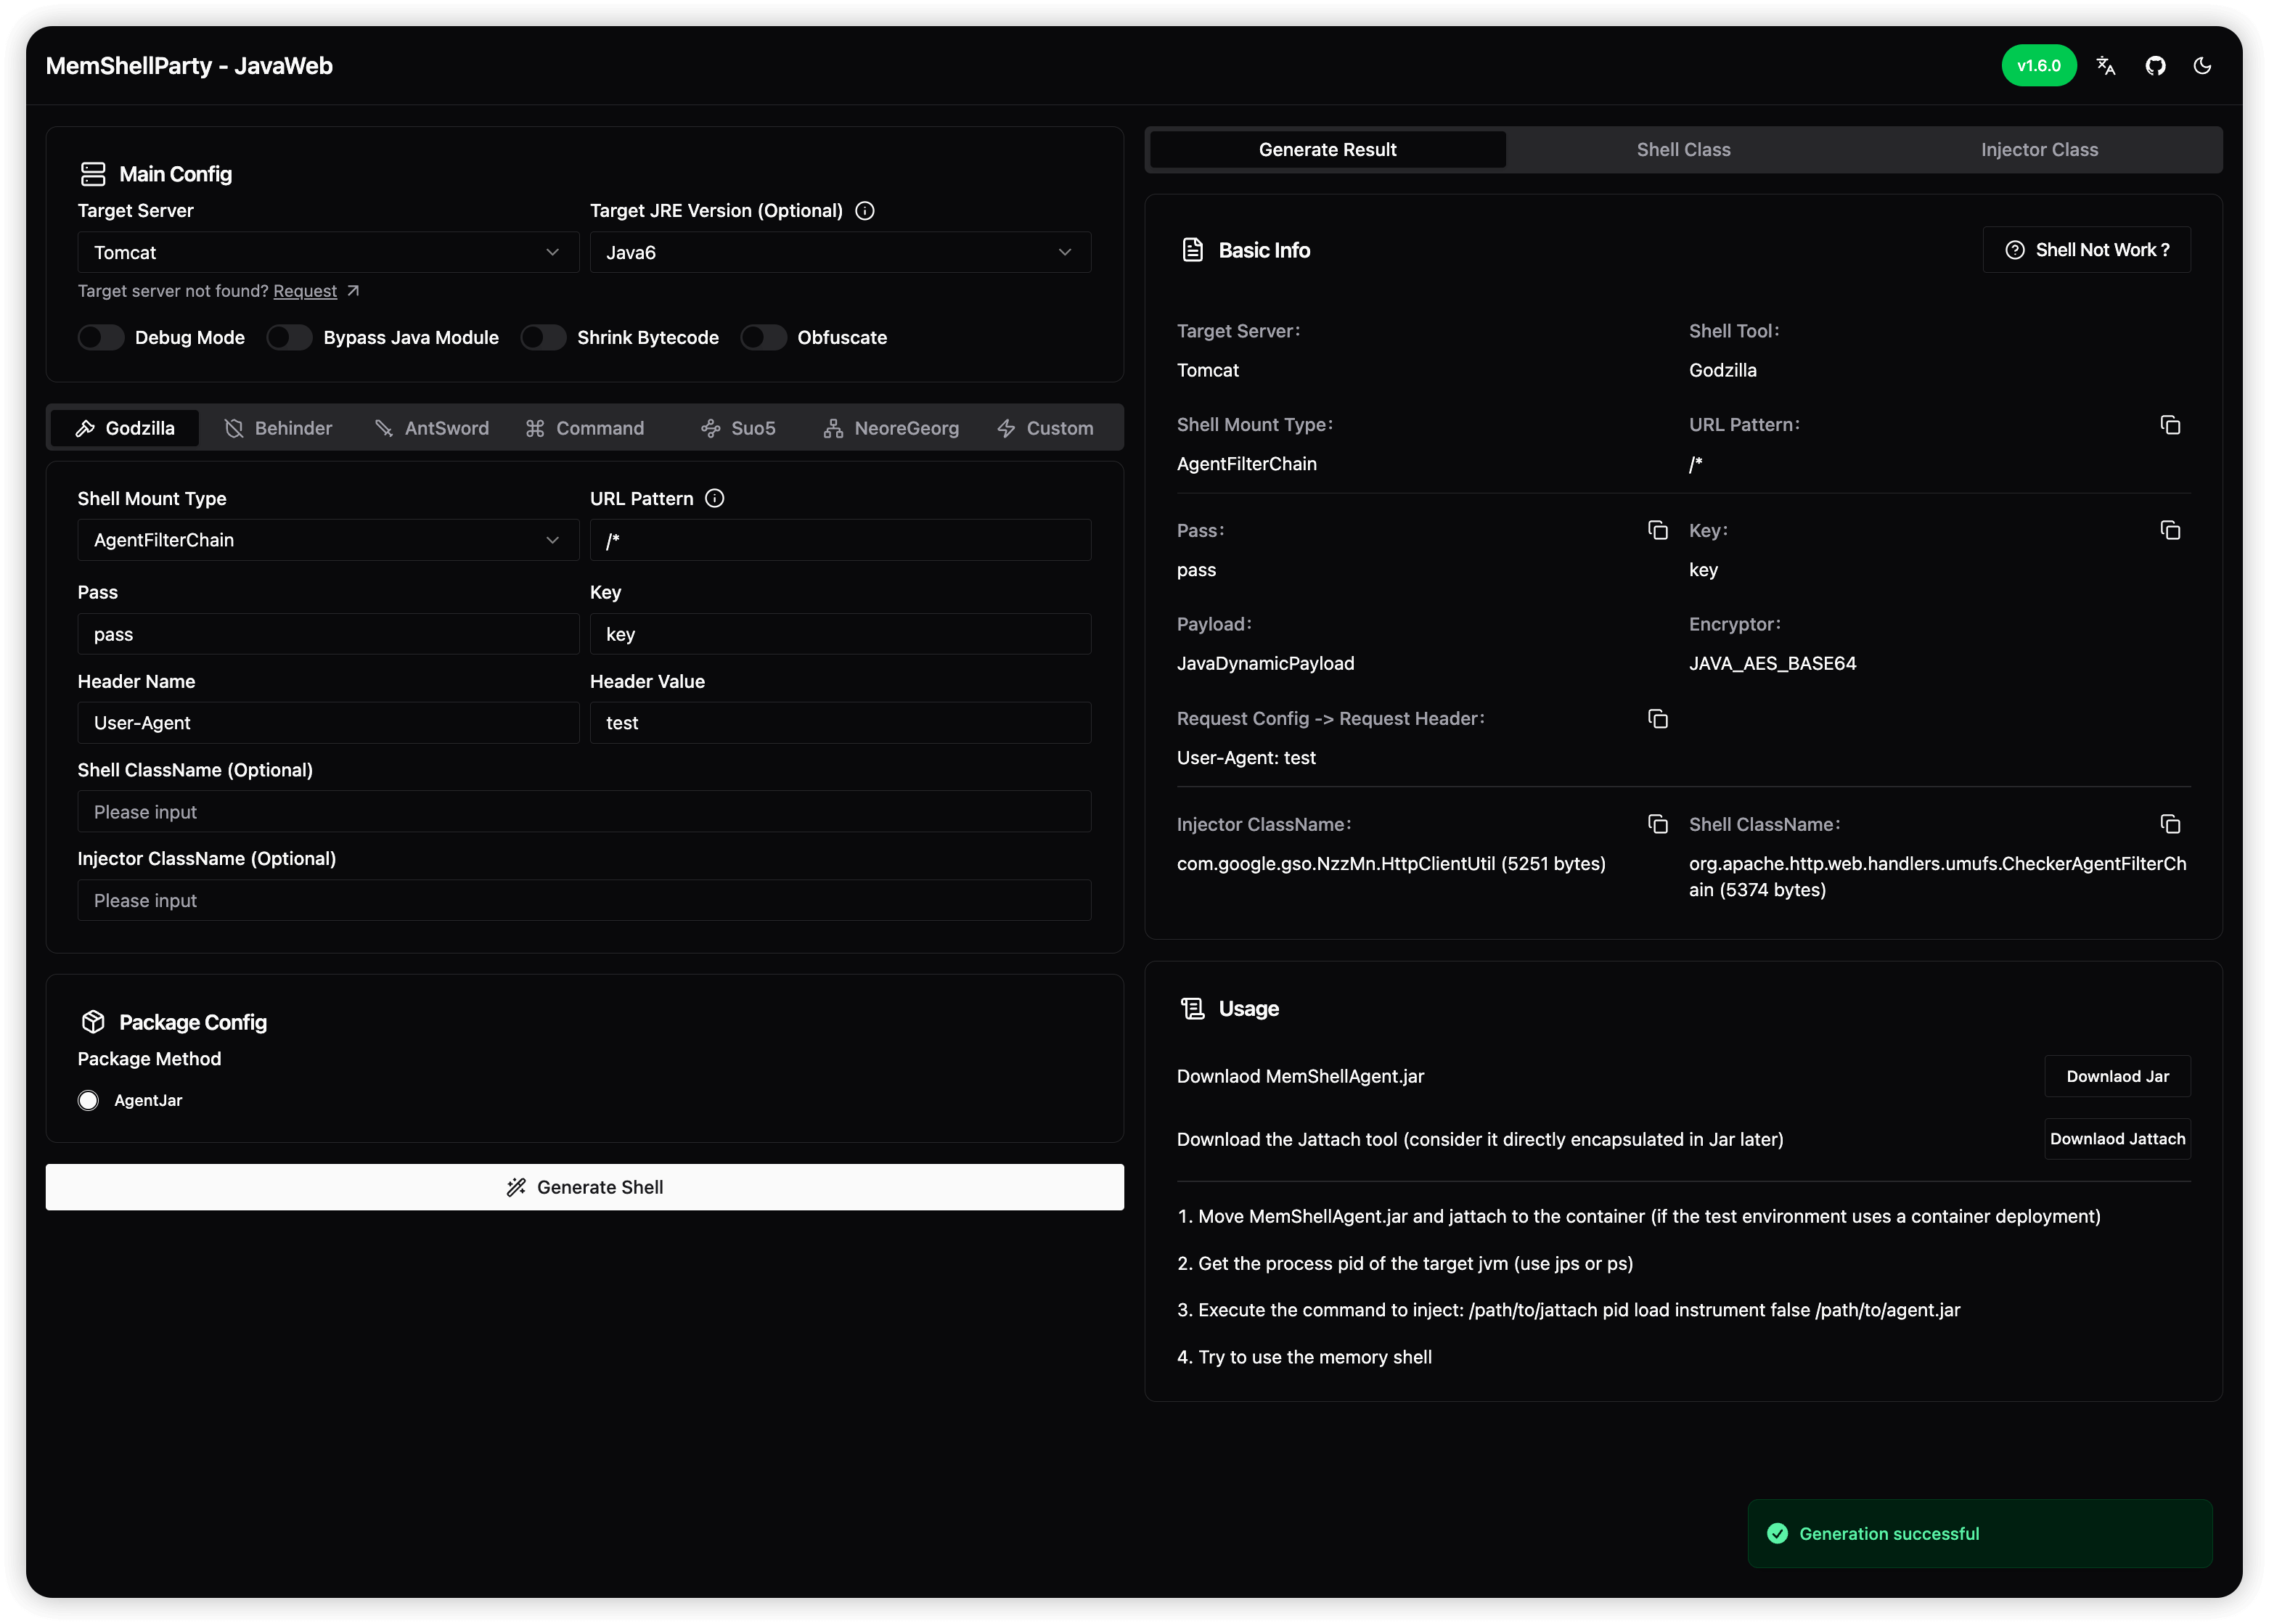 MemShellParty - JavaWeb
v1.6.0
Main Config
Target Server
Target JRE Version (Optional)
Tomcat
Java6
Target server not found? Request
Debug Mode
Bypass Java Module
Shrink Bytecode
Obfuscate
Godzilla
Behinder
AntSword
Command
Suo5
NeoreGeorg
Custom
Shell Mount Type
URL Pattern
AgentFilterChain
/*
Pass
Key
pass
key
Header Name
Header Value
User-Agent
test
Shell ClassName (Optional)
Please input
Injector ClassName (Optional)
Please input
Package Config
Package Method
AgentJar
Generate Shell
Generate Result
Shell Class
Injector Class
Basic Info
Shell Not Work ?
Target Server:
Shell Tool:
Tomcat
Godzilla
Shell Mount Type:
URL Pattern:
AgentFilterChain
/*
Pass:
Key:
pass
key
Payload:
Encryptor:
JavaDynamicPayload
JAVA_AES_BASE64
Request Config -> Request Header:
User-Agent: test
Injector ClassName:
Shell ClassName:
com.google.gso.NzzMn.HttpClientUtil (5251 bytes)
org.apache.http.web.handlers.umufs.CheckerAgentFilterCh
ain (5374 bytes)
Usage
Downlaod MemShellAgent.jar
Downlaod Jar
Download the Jattach tool (consider it directly encapsulated in Jar later)
Downlaod Jattach
1. Move MemShellAgent.jar and jattach to the container (if the test environment uses a container deployment)
2. Get the process pid of the target jvm (use jps or ps)
3. Execute the command to inject: /path/to/jattach pid load instrument false /path/to/agent.jar
4. Try to use the memory shell
Generation successful